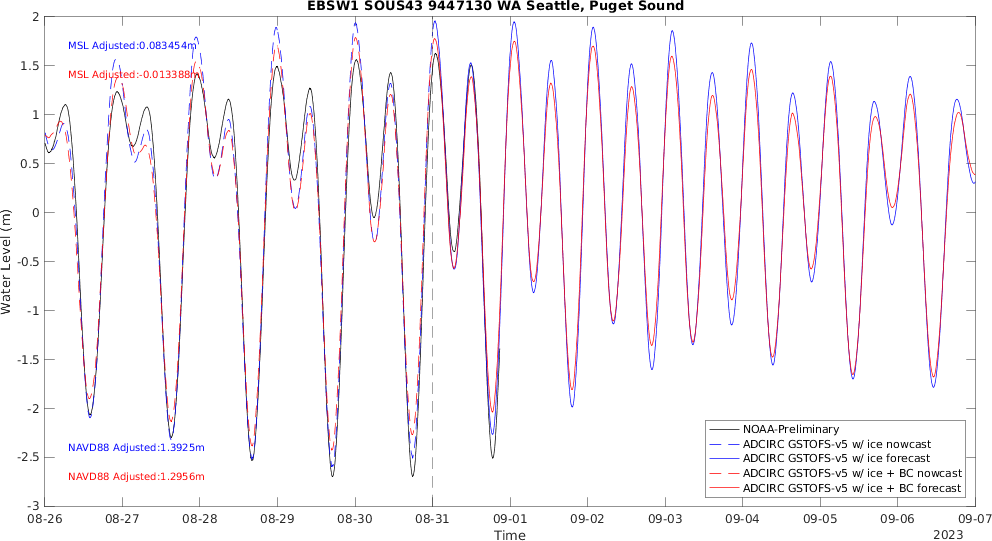 EBSW1 SOUS43 9447130 WA Seattle, Puget Sound
2
1.5
1
0.5
0
-0.5
-1
-1.5
-2
-2.5
-3
Water Level (m)
MSL Adjusted:0.083454m
MSL Adjusted:-0.013388m
NAVD88 Adjusted:1.3925m
NAVD88 Adjusted:1.2956m
NOAA-Preliminary
ADCIRC GSTOFS-v5 w/ ice nowcast
ADCIRC GSTOFS-v5 w/ ice forecast
ADCIRC GSTOFS-v5 w/ ice + BC nowcast
ADCIRC GSTOFS-v5 w/ ice + BC forecast
08-26 08-27 08-28 08-29 08-30 08-31 09-01 09-02 09-03 09-04 09-05 09-06 09-07
Time
2023